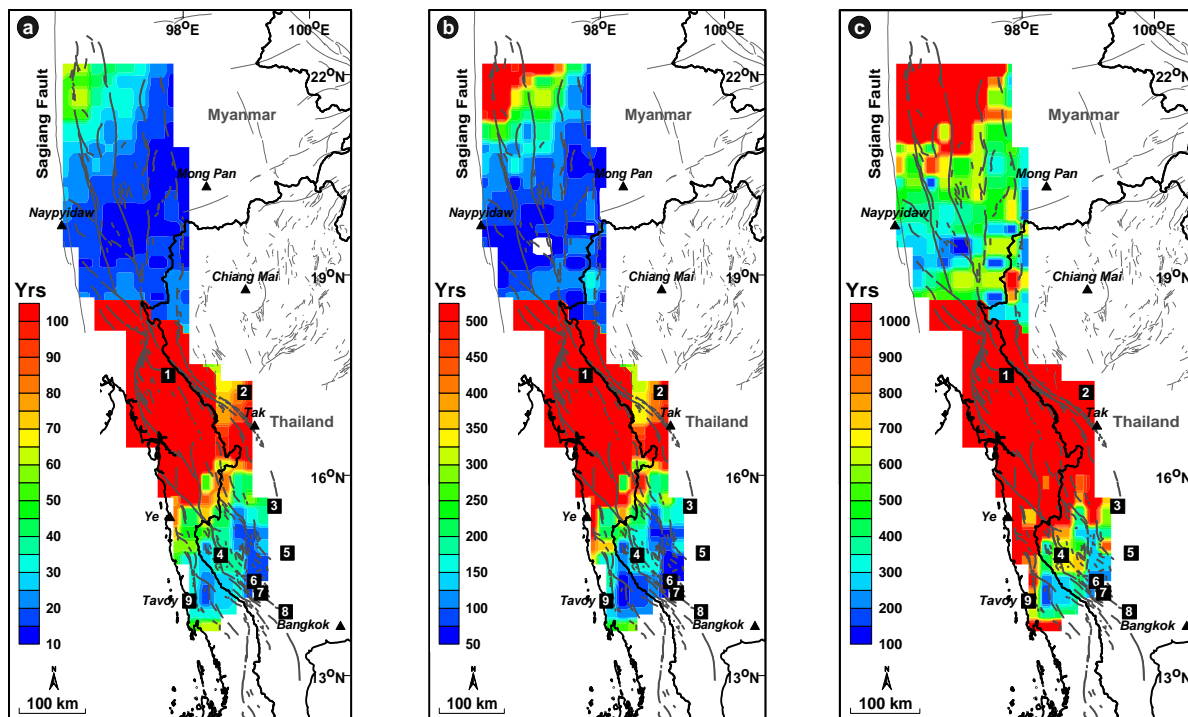 a
98°E
100°E
22°N
Sagiang Fault
Myanmar
Mong Pan
Naypyidaw
19°N
Chiang Mai
Yrs
100
90
80
70
60
50
40
30
20
10
1
2
Tak
Thailand
16°N
3
Ye
4
5
6
7
Tavoy
9
8
Bangkok
N
13°N
100 km
b
98°E
100°E
22°N
Sagiang Fault
Myanmar
Mong Pan
Naypyidaw
19°N
Chiang Mai
Yrs
500
450
400
350
300
250
200
150
100
50
1
2
Tak
Thailand
16°N
3
Ye
4
5
6
7
Tavoy
9
8
Bangkok
N
13°N
100 km
c
98°E
100°E
22°N
Sagiang Fault
Myanmar
Mong Pan
Naypyidaw
19°N
Chiang Mai
Yrs
1000
900
800
700
600
500
400
300
200
100
1
2
Tak
Thailand
16°N
3
Ye
4
5
6
7
Tavoy
9
8
Bangkok
N
13°N
100 km